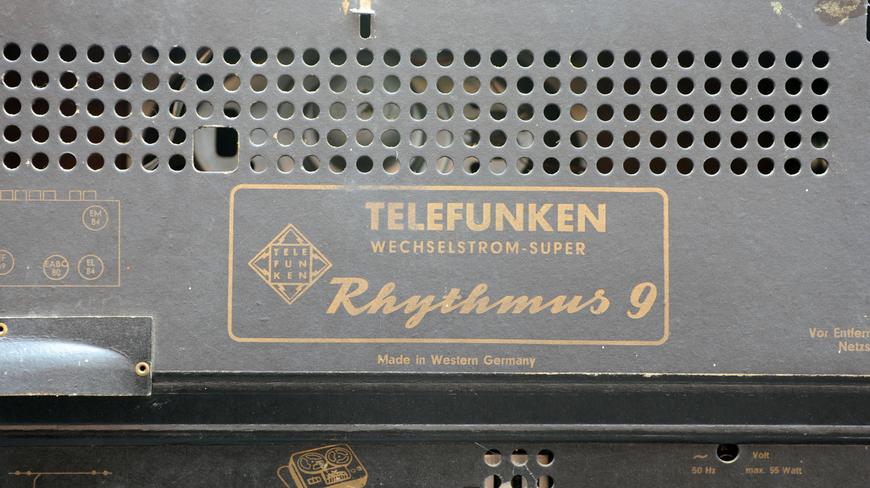 TELEFUNKEN
WECHSELSTROM-SUPER
TELE
FUN
KEN
Rhythmus 9
Made in Western Germany
EM
84
EABC
80
EL
84
Vor
Netzs
~
50 Hz
Volt
max. 55 Watt